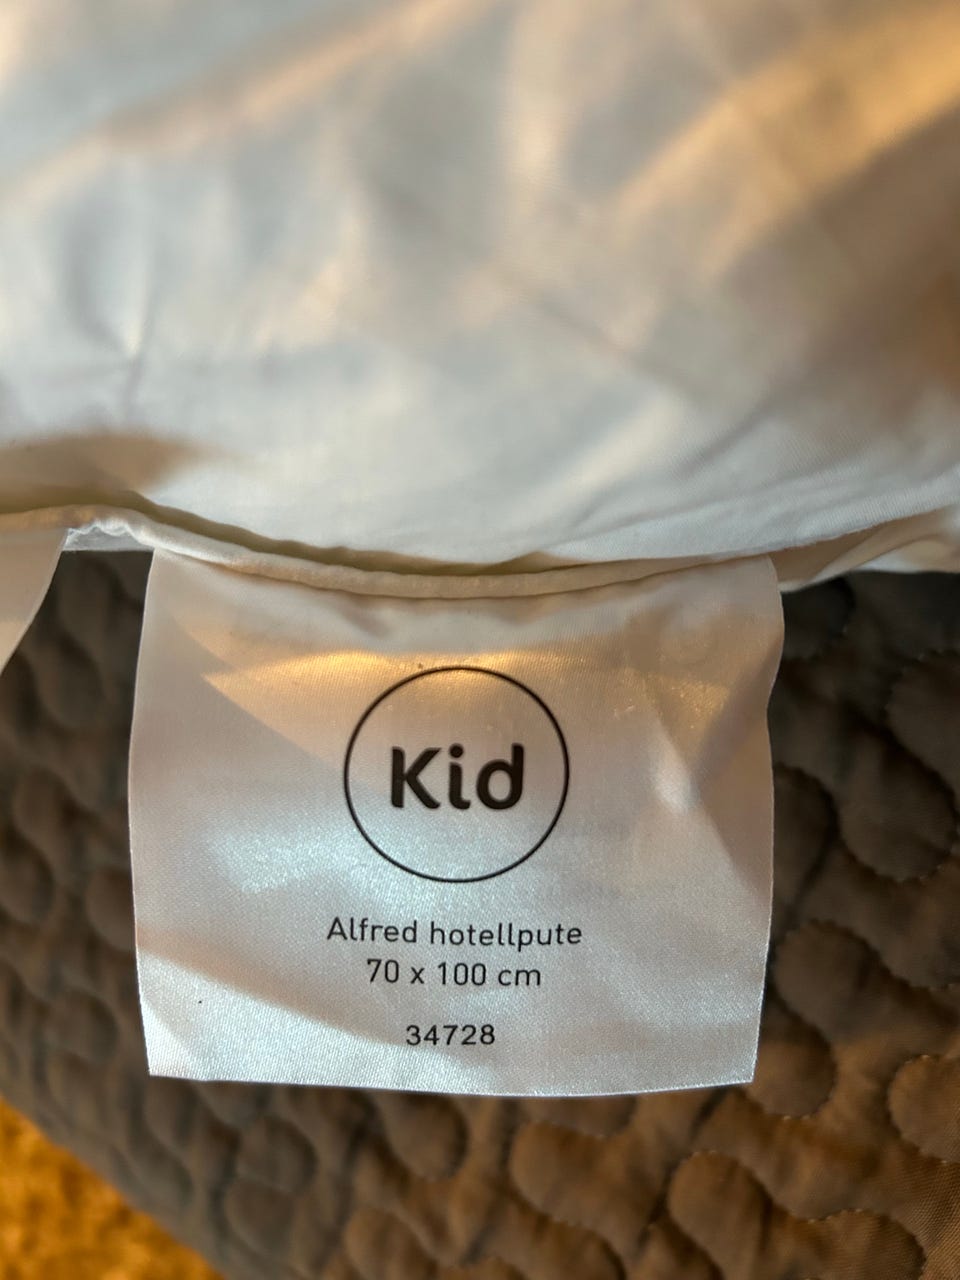 Kid
Alfred hotellpute
70 x 100 cm
34728